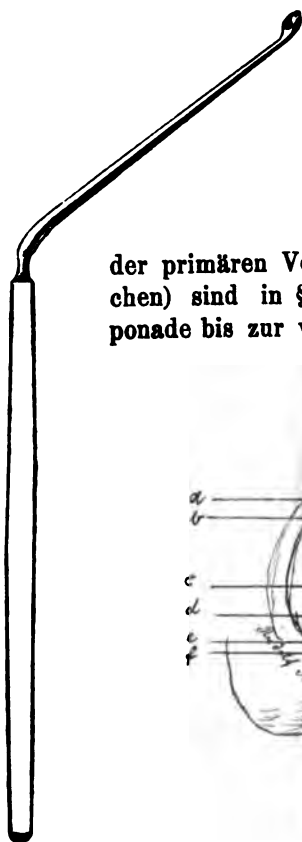 der primären
chen) sind in §
ponade bis zur
a
b
c
d
e
f